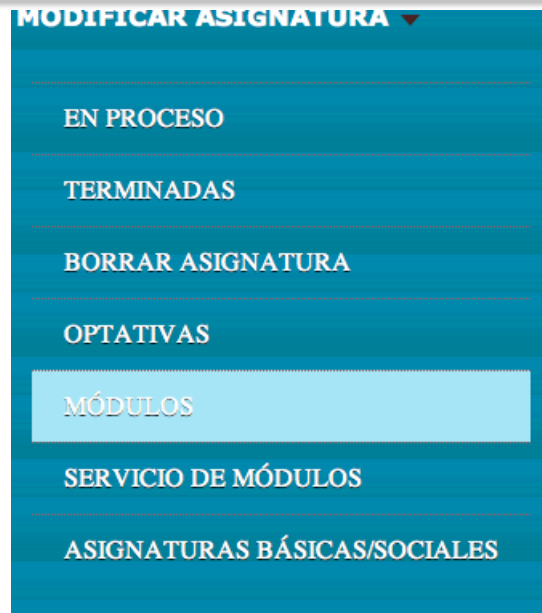 MODIFICAR ASIGNATURA
EN PROCESO
TERMINADAS
BORRAR ASIGNATURA
OPTATIVAS
MÓDULOS
SERVICIO DE MÓDULOS
ASIGNATURAS BÁSICAS/SOCIALES